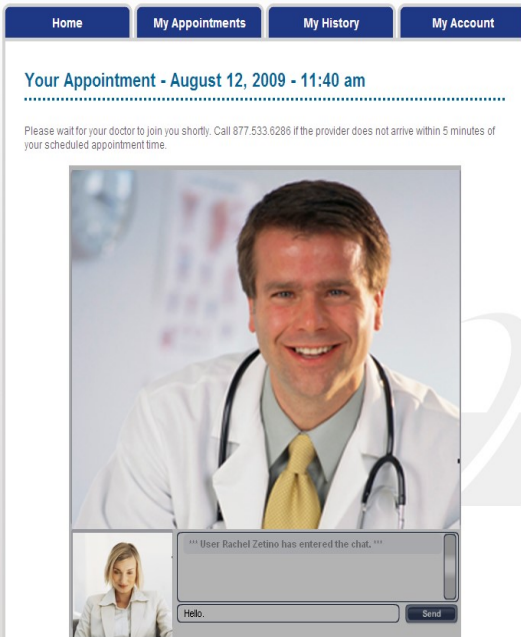 Home My Appointments My History My Account
Your Appointment - August 12, 2009 - 11:40 am
Please wait for your doctor to join you shortly. Call 877.533.6286 if the provider does not arrive within 5 minutes of
your scheduled appointment time.
*** User Rachel Zetino has entered the chat. ***
Hello. Send